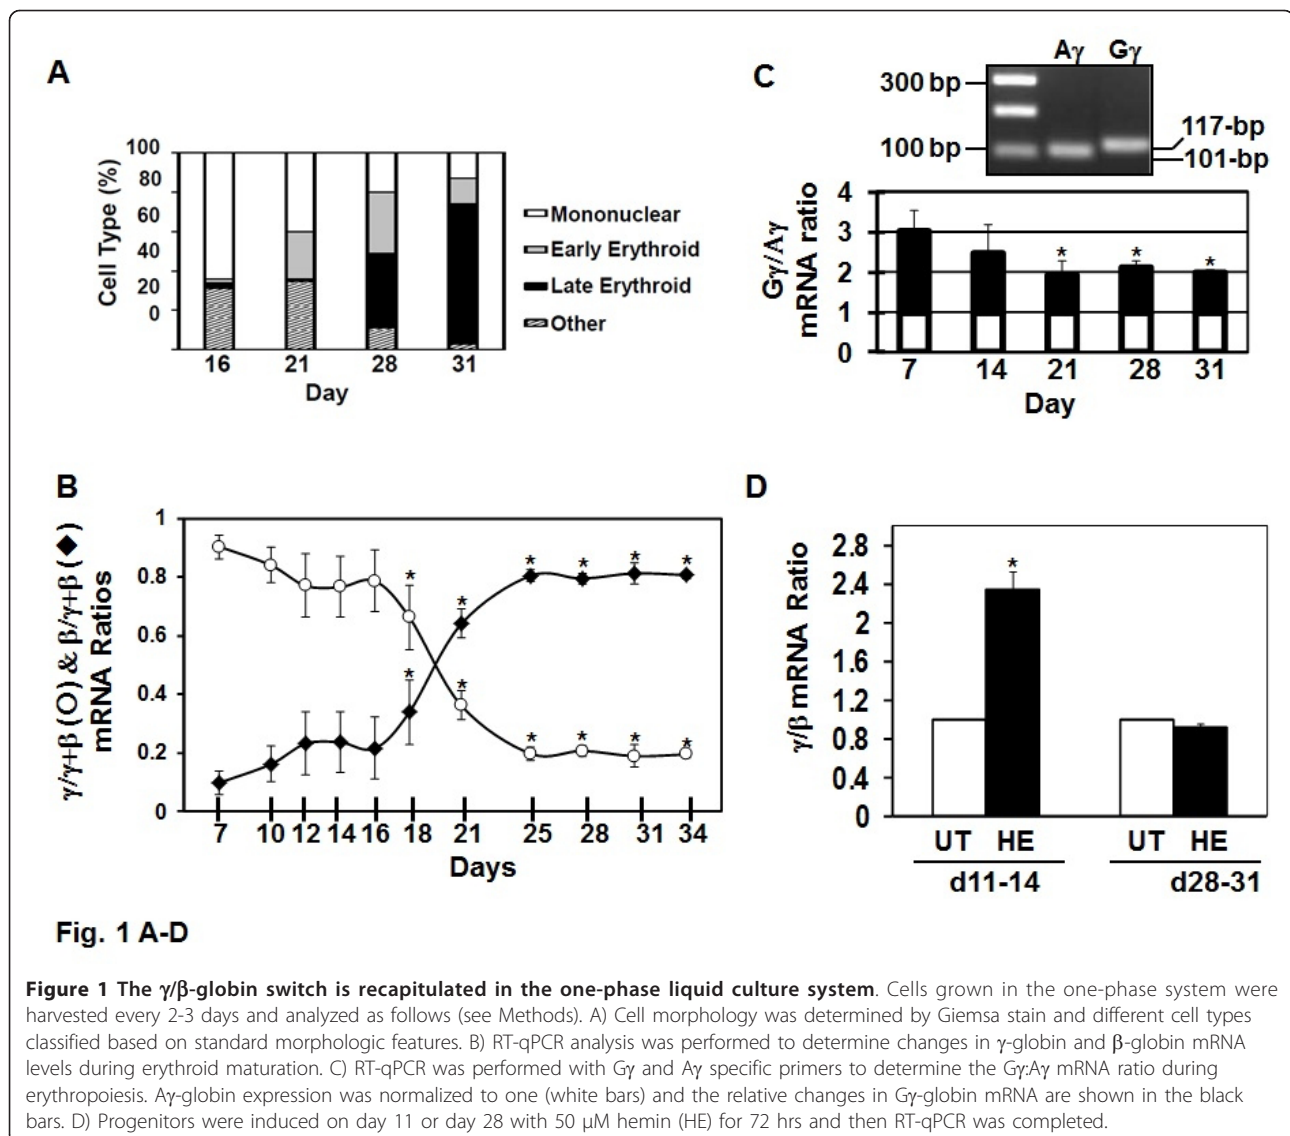 A
Cell Type (%)
100
80
60
40
20
0
16 21 28 31
Day
Mononuclear
Early Erythroid
Late Erythroid
Other
C
Aγ Gγ
300 bp
100 bp
117-bp
101-bp
Gγ/Aγ
mRNA ratio
4
3
2
1
0
* * *
7 14 21 28 31
Day
B
γ/γ+β (O) & β/γ+β (◆)
mRNA Ratios
1
0.8
0.6
0.4
0.2
0
* * * * * *
* * * * * *
7 10 12 14 16 18 21 25 28 31 34
Days
D
γ/β mRNA Ratio
2.8
2.4
2
1.6
1.2
0.8
0.4
0
*
UT HE UT HE
d11-14 d28-31
Fig. 1 A-D
Figure 1 The γ/β-globin switch is recapitulated in the one-phase liquid culture system. Cells grown in the one-phase system were
harvested every 2-3 days and analyzed as follows (see Methods). A) Cell morphology was determined by Giemsa stain and different cell types
classified based on standard morphologic features. B) RT-qPCR analysis was performed to determine changes in γ-globin and β-globin mRNA
levels during erythroid maturation. C) RT-qPCR was performed with Gγ and Aγ specific primers to determine the Gγ:Aγ mRNA ratio during
erythropoiesis. Aγ-globin expression was normalized to one (white bars) and the relative changes in Gγ-globin mRNA are shown in the black
bars. D) Progenitors were induced on day 11 or day 28 with 50 μM hemin (HE) for 72 hrs and then RT-qPCR was completed.